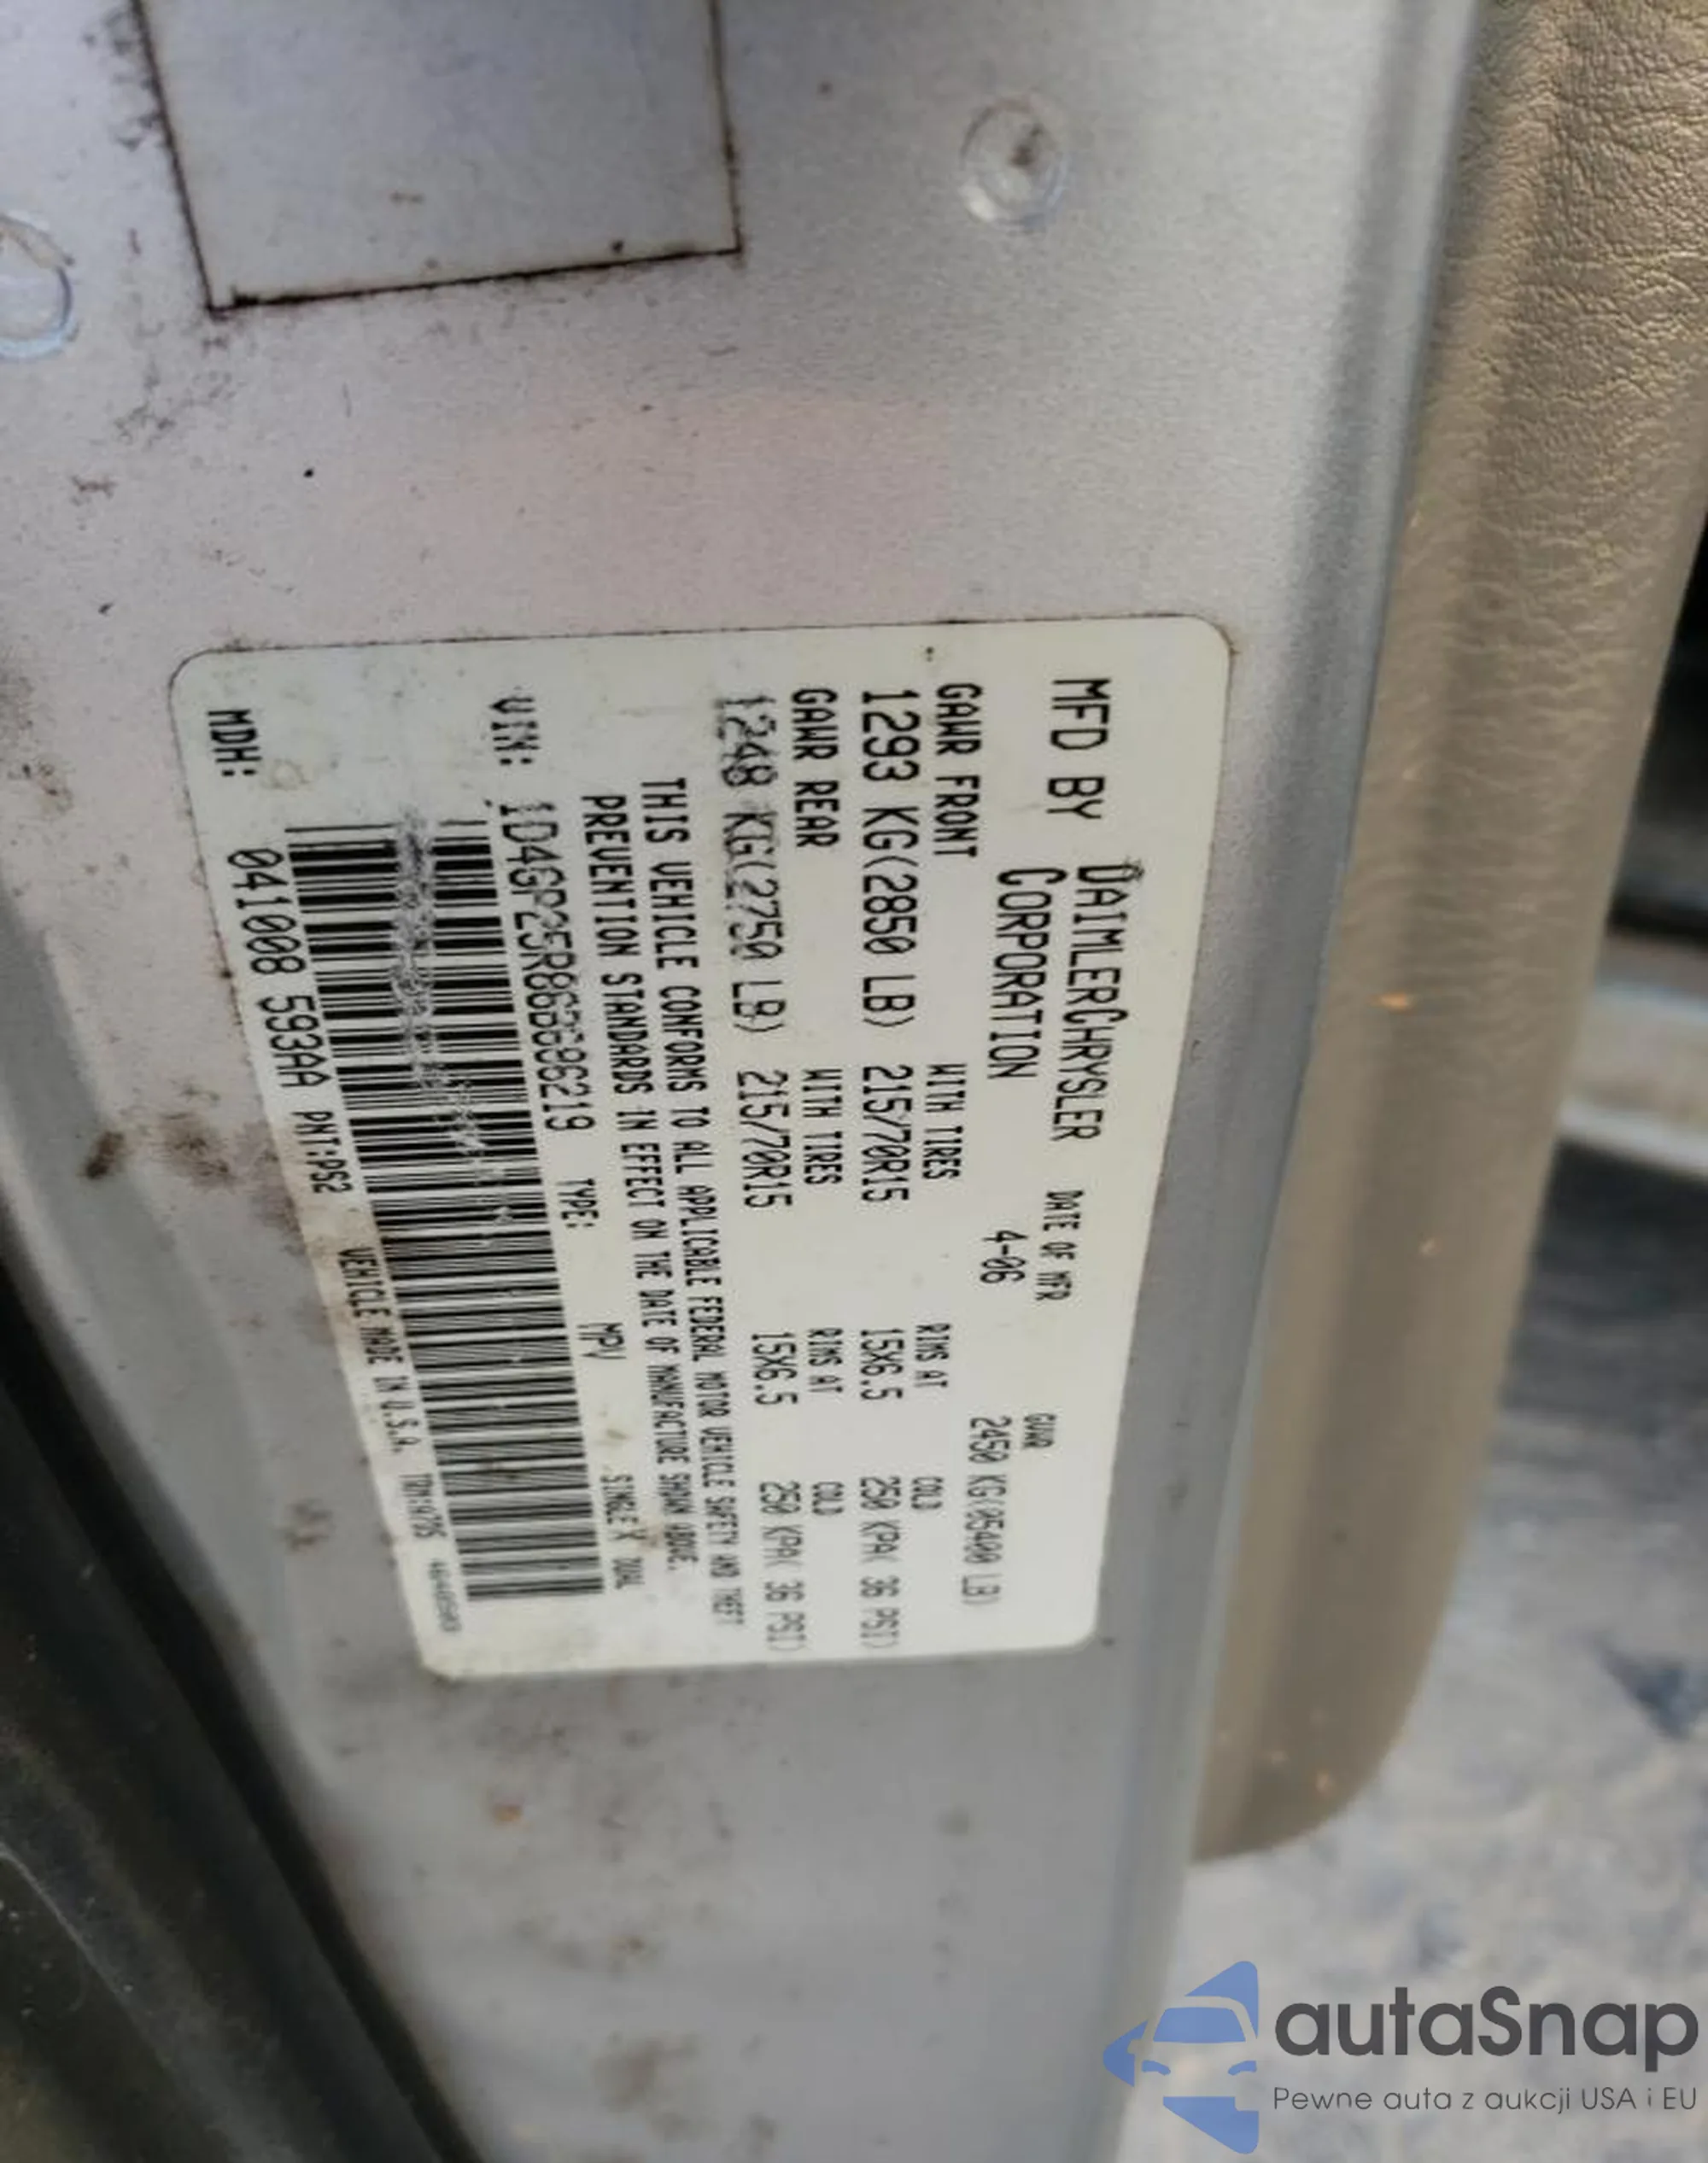 MFD BY DAIMLERCHRYSLER CORPORATION DATE OF MFR 4-06 GVWR 2450 KG(05400 LB)
GAWR FRONT WITH TIRES RIMS AT COLD
1293 KG(2850 LB) 215/70R15 15X6.5 250 KPA( 36 PSI)
GAWR REAR WITH TIRES RIMS AT COLD
1248 KG(2750 LB) 215/70R15 15X6.5 250 KPA( 36 PSI)
THIS VEHICLE CONFORMS TO ALL APPLICABLE FEDERAL MOTOR VEHICLE SAFETY AND THEFT
PREVENTION STANDARDS IN EFFECT ON THE DATE OF MANUFACTURE SHOWN ABOVE.
VIN: 1D4GP25R86B686219 TYPE: MPV SINGLE X DUAL
MDH: 041008 593AA PNT:PS2 VEHICLE MADE IN U.S.A.
autaSnap
Pewne auta z aukcji USA i EU